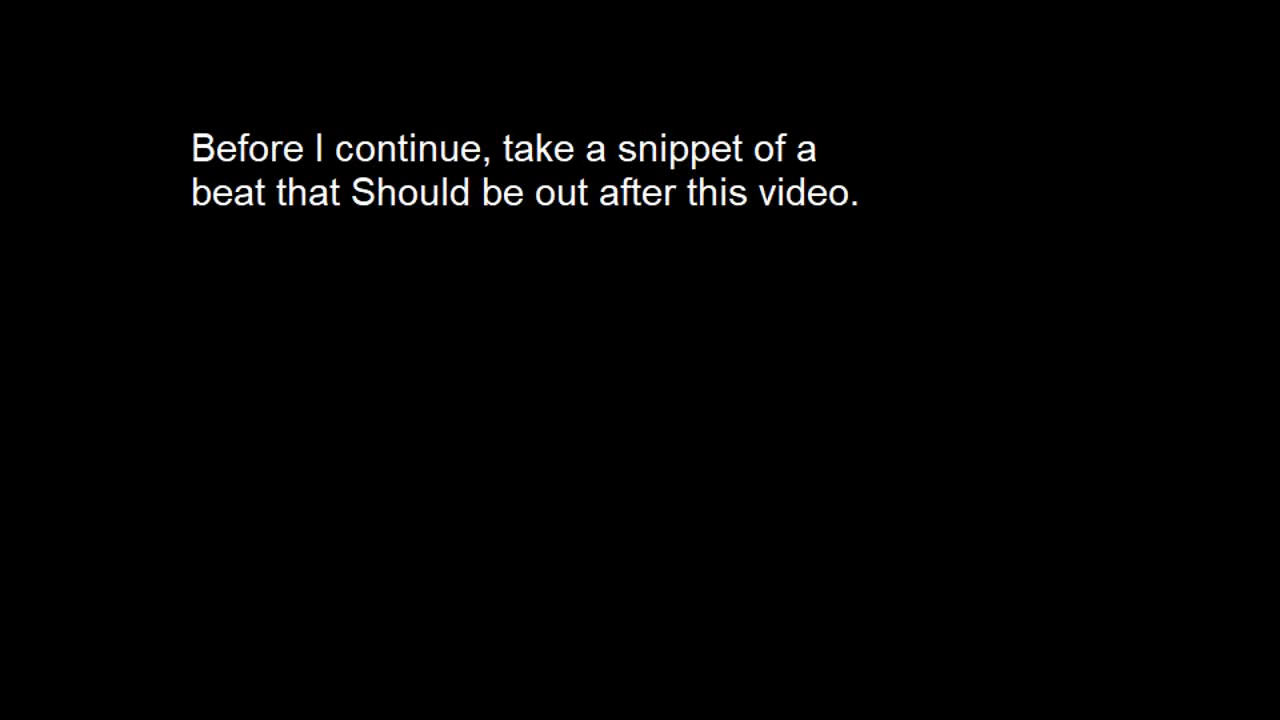 Before I continue, take a snippet of a
beat that Should be out after this video.